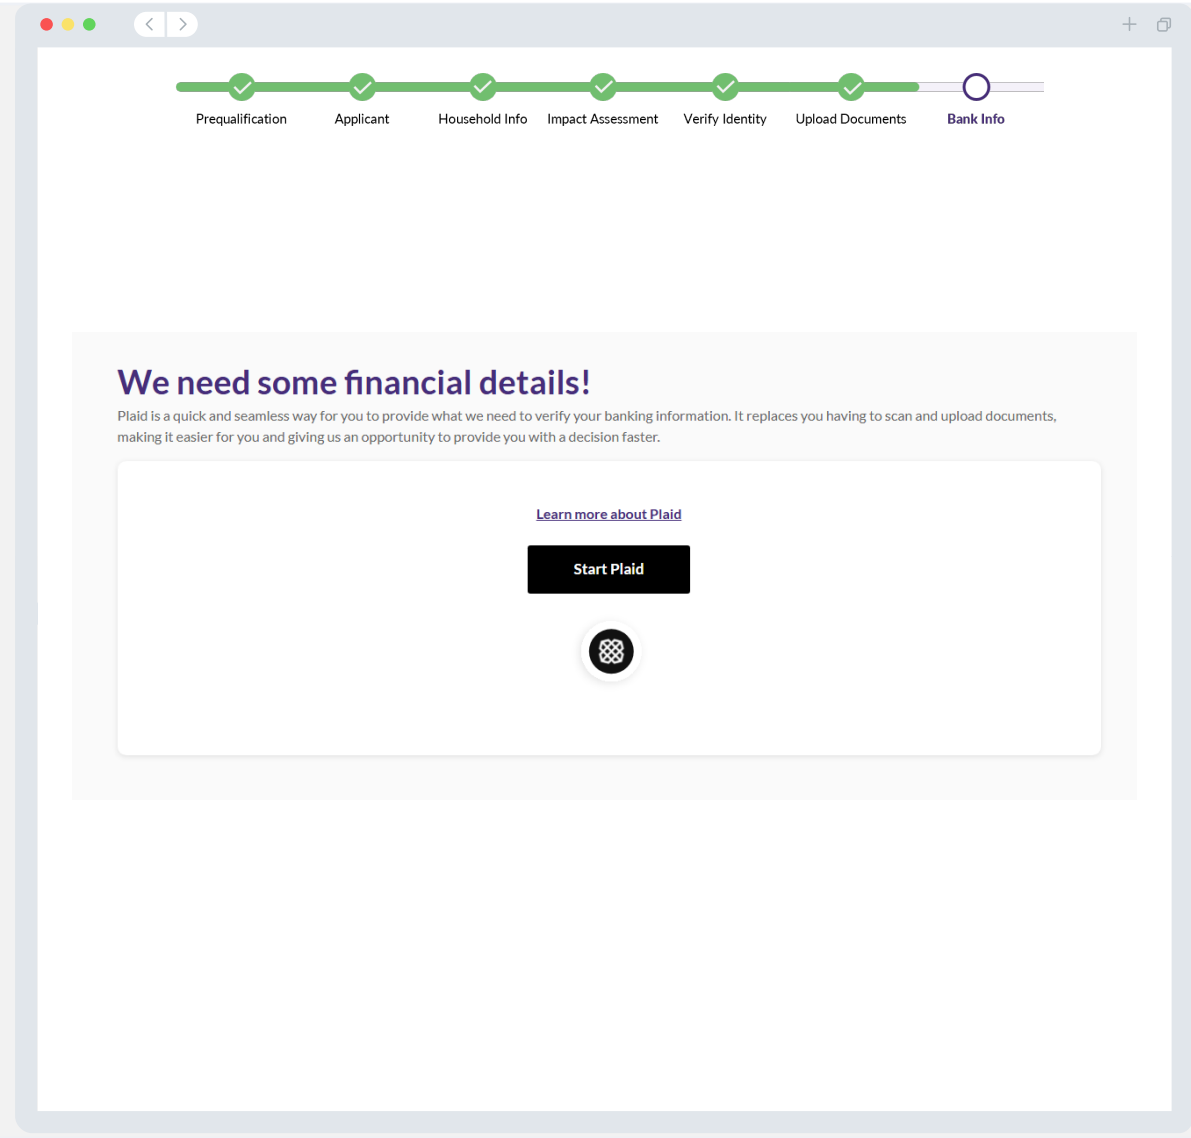 Prequalification Applicant Household Info Impact Assessment Verify Identity Upload Documents Bank Info
We need some financial details!
Plaid is a quick and seamless way for you to provide what we need to verify your banking information. It replaces you having to scan and upload documents,
making it easier for you and giving us an opportunity to provide you with a decision faster.
Learn more about Plaid
Start Plaid